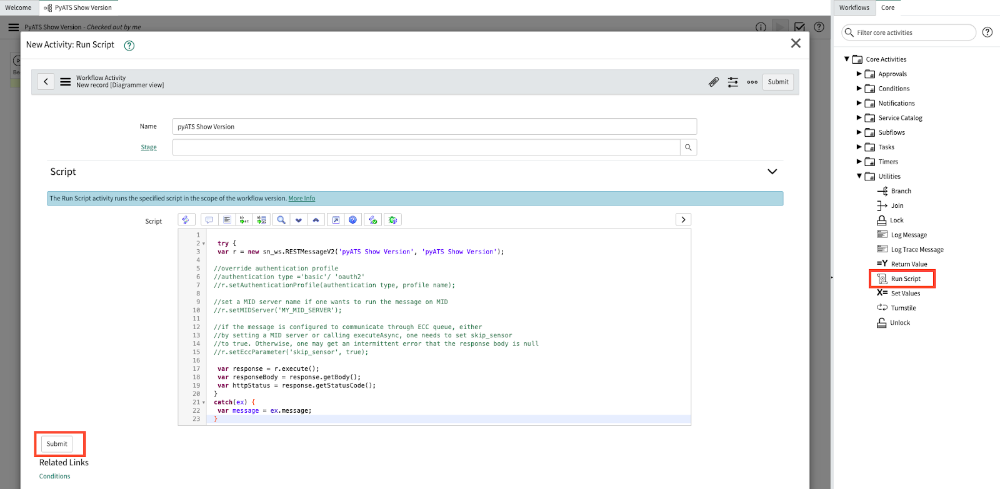 Welcome
PyATS Show Version
PyATS Show Version - Checked out by me
New Activity: Run Script
Workflow Activity
New record [Diagrammer view]
Submit
Name
pyATS Show Version
Stage
Script
The Run Script activity runs the specified script in the scope of the workflow version. More Info
Script
1
2 try {
3 var r = new sn_ws.RESTMessageV2('pyATS Show Version', 'pyATS Show Version');
4
5 //override authentication profile
6 //authentication type ='basic'/ 'oauth2'
7 //r.setAuthenticationProfile(authentication type, profile name);
8
9 //set a MID server name if one wants to run the message on MID
10 //r.setMIDServer('MY_MID_SERVER');
11
12 //if the message is configured to communicate through ECC queue, either
13 //by setting a MID server or calling executeAsync, one needs to set skip_sensor
14 //to true. Otherwise, one may get an intermittent error that the response body is null
15 //r.setEccParameter('skip_sensor', true);
16
17 var response = r.execute();
18 var responseBody = response.getBody();
19 var httpStatus = response.getStatusCode();
20 }
21 catch(ex) {
22 var message = ex.message;
23 }
Submit
Related Links
Conditions
Workflows
Core
Filter core activities
Core Activities
Approvals
Conditions
Notifications
Service Catalog
Subflows
Tasks
Timers
Utilities
Branch
Join
Lock
Log Message
Log Trace Message
Return Value
Run Script
Set Values
Turnstile
Unlock